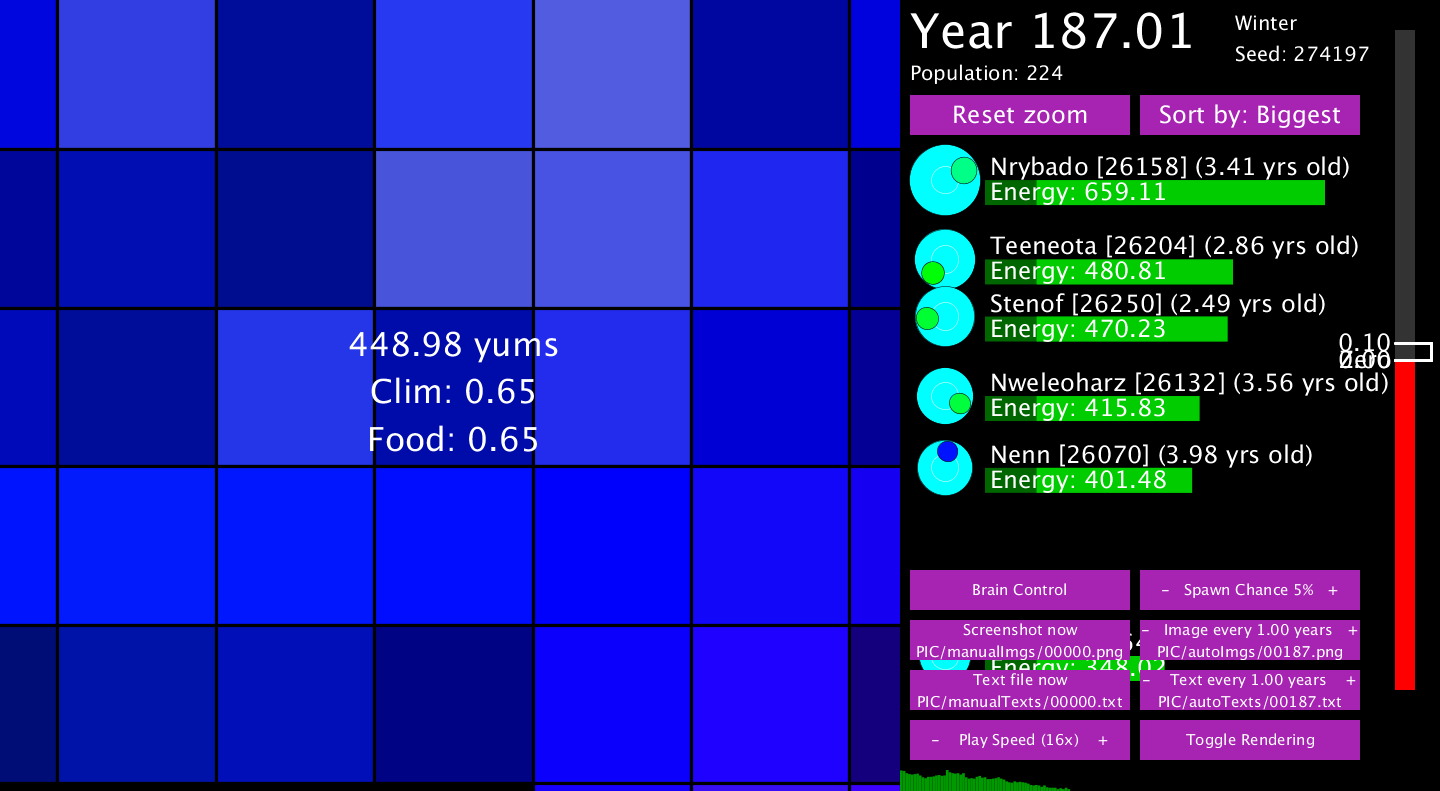 Year 187.01
Winter
Seed: 274197
Population: 224
Reset zoom
Sort by: Biggest
Nrybado [26158] (3.41 yrs old)
Energy: 659.11
Teeneota [26204] (2.86 yrs old)
Energy: 480.81
Stenof [26250] (2.49 yrs old)
Energy: 470.23
0.10
Zero
Nweleoharz [26132] (3.56 yrs old)
Energy: 415.83
Nenn [26070] (3.98 yrs old)
Energy: 401.48
448.98 yums
Clim: 0.65
Food: 0.65
Brain Control
- Spawn Chance 5% +
Screenshot now
PIC/manualImgs/00000.png
- Image every 1.00 years +
PIC/autoImgs/00187.png
Energy: 348.02
Text file now
PIC/manualTexts/00000.txt
- Text every 1.00 years +
PIC/autoTexts/00187.txt
- Play Speed (16x) +
Toggle Rendering